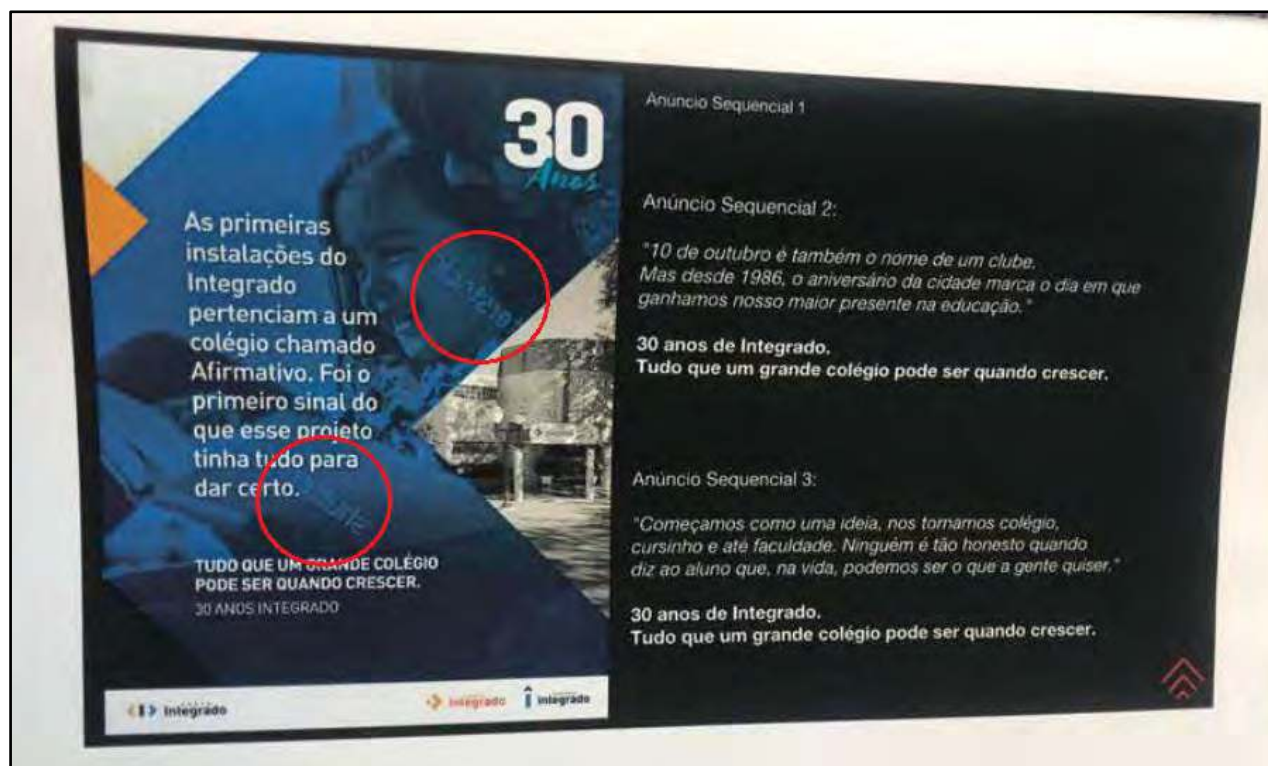 30
Anos
As primeiras
instalações do
Integrado
pertenciam a um
colégio chamado
Afirmativo. Foi o
primeiro sinal do
que esse projeto
tinha tudo para
dar certo.
TUDO QUE UM GRANDE COLÉGIO
PODE SER QUANDO CRESCER.
30 ANOS INTEGRADO
Integrado
integrado
integrado
Anúncio Sequencial 1
Anúncio Sequencial 2:
"10 de outubro é também o nome de um clube.
Mas desde 1986, o aniversário da cidade marca o dia em que
ganhamos nosso maior presente na educação."
30 anos de Integrado.
Tudo que um grande colégio pode ser quando crescer.
Anúncio Sequencial 3:
"Começamos como uma ideia, nos tornamos colégio,
cursinho e até faculdade. Ninguém é tão honesto quando
diz ao aluno que, na vida, podemos ser o que a gente quiser."
30 anos de Integrado.
Tudo que um grande colégio pode ser quando crescer.